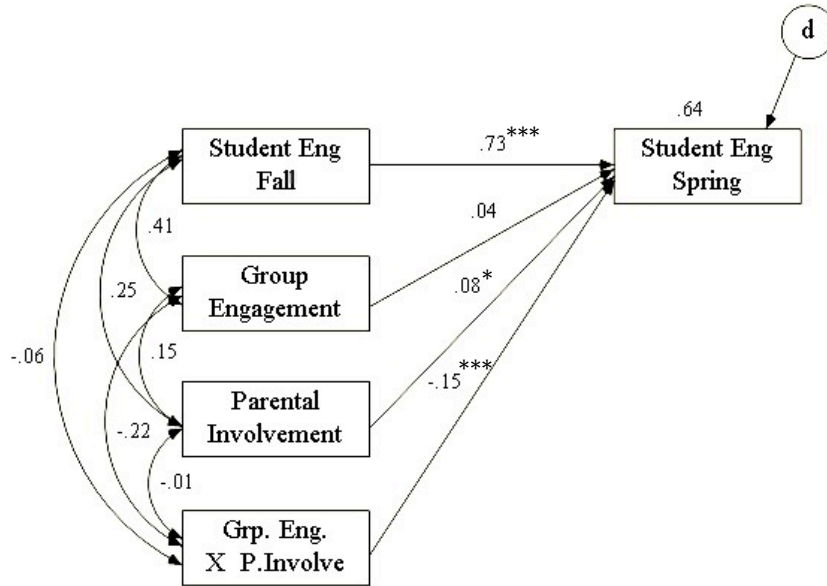 d
.64
Student Eng
Fall
.73***
Student Eng
Spring
.41
.04
Group
Engagement
.25
.08*
.15
-.06
-.15***
Parental
Involvement
-.22
-.01
Grp. Eng.
X P.Involve